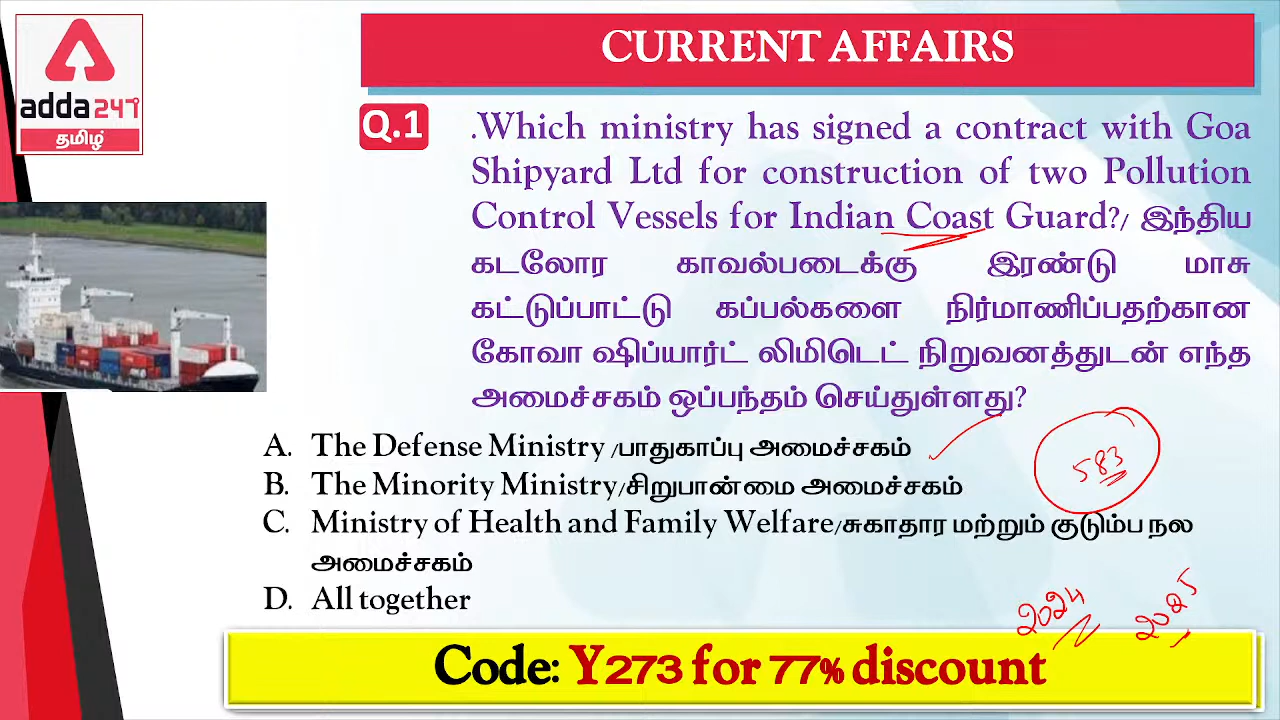 adda247
தமிழ்
CURRENT AFFAIRS
Q.1
.Which ministry has signed a contract with Goa
Shipyard Ltd for construction of two Pollution
Control Vessels for Indian Coast Guard?/ இந்திய
கடலோர காவல்படைக்கு இரண்டு மாசு
கட்டுப்பாட்டு கப்பல்களை நிர்மாணிப்பதற்கான
கோவா ஷிப்யார்ட் லிமிடெட் நிறுவனத்துடன் எந்த
அமைச்சகம் ஒப்பந்தம் செய்துள்ளது?
A. The Defense Ministry /பாதுகாப்பு அமைச்சகம்
583
B. The Minority Ministry/சிறுபான்மை அமைச்சகம்
C. Ministry of Health and Family Welfare/சுகாதார மற்றும் குடும்ப நல
அமைச்சகம்
D. All together
2024 2025
Code: Y273 for 77% discount